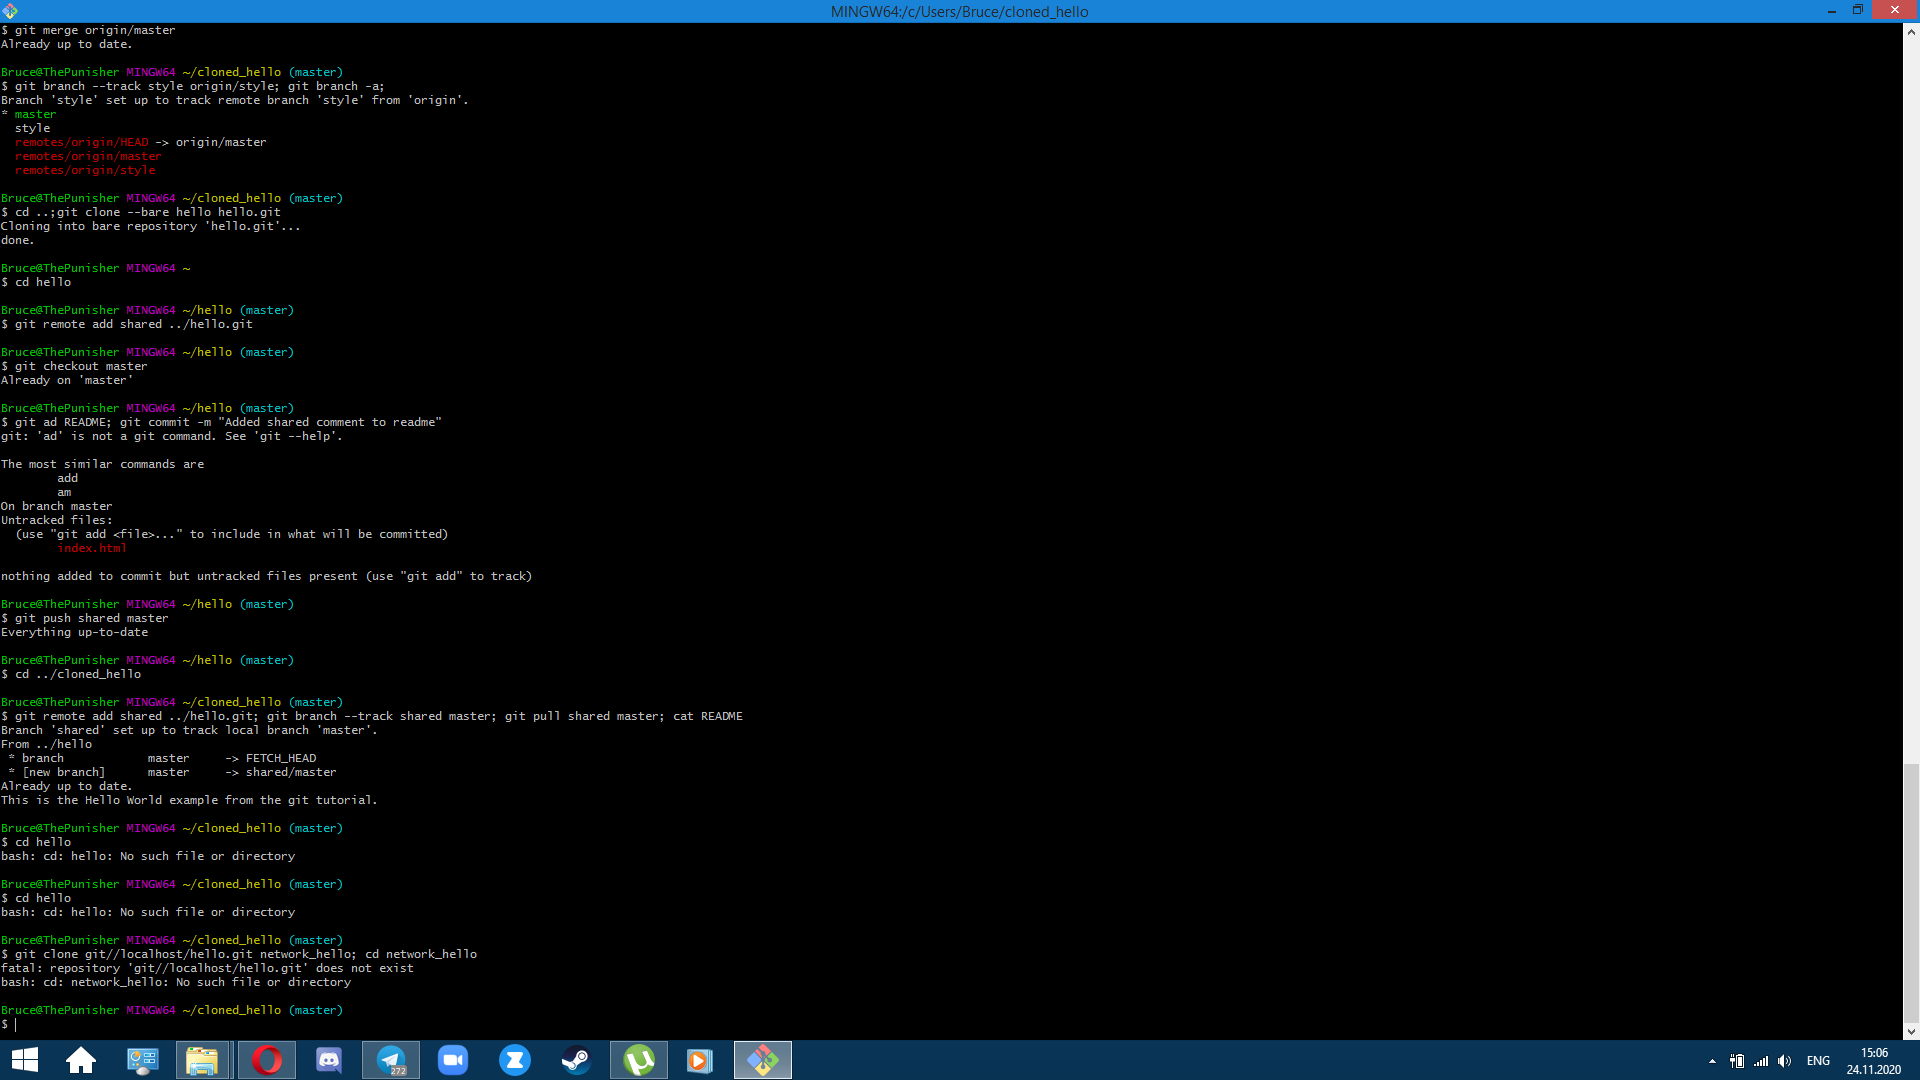 MINGW64:/c/Users/Bruce/cloned_hello
$ git merge origin/master
Already up to date.
Bruce@ThePunisher MINGW64 ~/cloned_hello (master)
$ git branch --track style origin/style; git branch -a;
Branch 'style' set up to track remote branch 'style' from 'origin'.
* master
  style
  remotes/origin/HEAD -> origin/master
  remotes/origin/master
  remotes/origin/style
Bruce@ThePunisher MINGW64 ~/cloned_hello (master)
$ cd ..;git clone --bare hello hello.git
Cloning into bare repository 'hello.git'...
done.
Bruce@ThePunisher MINGW64 ~
$ cd hello
Bruce@ThePunisher MINGW64 ~/hello (master)
$ git remote add shared ../hello.git
Bruce@ThePunisher MINGW64 ~/hello (master)
$ git checkout master
Already on 'master'
Bruce@ThePunisher MINGW64 ~/hello (master)
$ git ad README; git commit -m "Added shared comment to readme"
git: 'ad' is not a git command. See 'git --help'.
The most similar commands are
        add
        am
On branch master
Untracked files:
  (use "git add <file>..." to include in what will be committed)
        index.html
nothing added to commit but untracked files present (use "git add" to track)
Bruce@ThePunisher MINGW64 ~/hello (master)
$ git push shared master
Everything up-to-date
Bruce@ThePunisher MINGW64 ~/hello (master)
$ cd ../cloned_hello
Bruce@ThePunisher MINGW64 ~/cloned_hello (master)
$ git remote add shared ../hello.git; git branch --track shared master; git pull shared master; cat README
Branch 'shared' set up to track local branch 'master'.
From ../hello
 * branch            master     -> FETCH_HEAD
 * [new branch]      master     -> shared/master
Already up to date.
This is the Hello World example from the git tutorial.
Bruce@ThePunisher MINGW64 ~/cloned_hello (master)
$ cd hello
bash: cd: hello: No such file or directory
Bruce@ThePunisher MINGW64 ~/cloned_hello (master)
$ cd hello
bash: cd: hello: No such file or directory
Bruce@ThePunisher MINGW64 ~/cloned_hello (master)
$ git clone git//localhost/hello.git network_hello; cd network_hello
fatal: repository 'git//localhost/hello.git' does not exist
bash: cd: network_hello: No such file or directory
Bruce@ThePunisher MINGW64 ~/cloned_hello (master)
$
272
ENG
15:06
24.11.2020